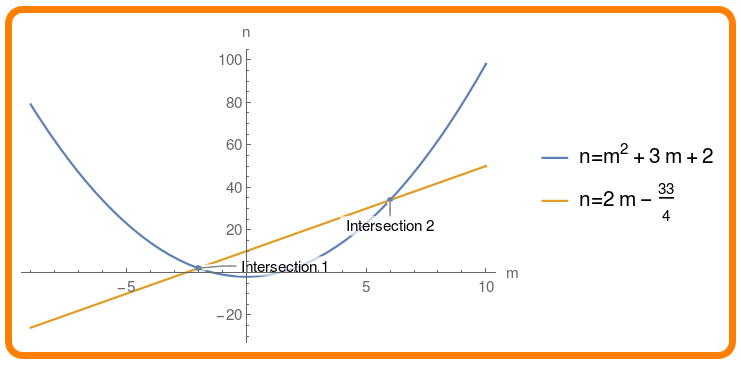 n
100
80
60
40
20
-20
-5
5
10
m
Intersection 1
Intersection 2
n=m² + 3 m + 2
n=2 m − 33/4